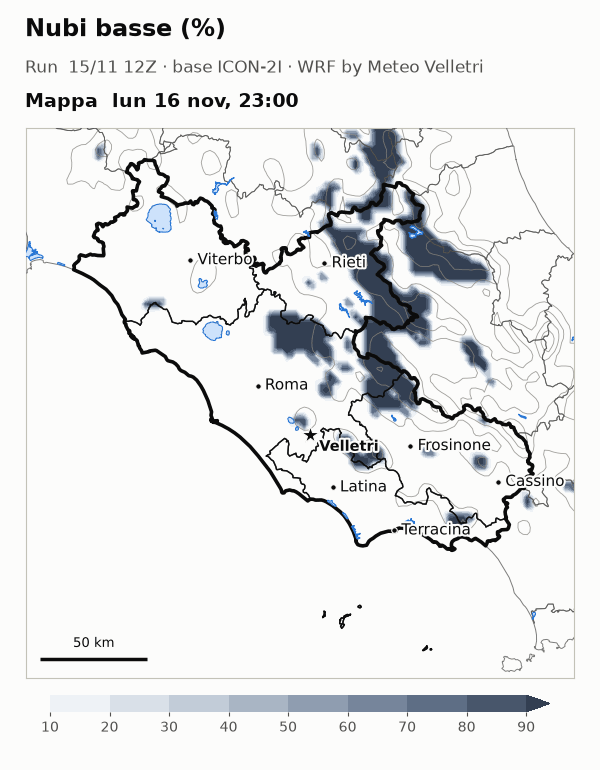 Nubi basse (%)
Run  15/11 12Z · base ICON-2I · WRF by Meteo Velletri
Mappa  lun 16 nov, 23:00
Viterbo
Rieti
Roma
Velletri
Frosinone
Latina
Cassino
Terracina
50 km
10 20 30 40 50 60 70 80 90